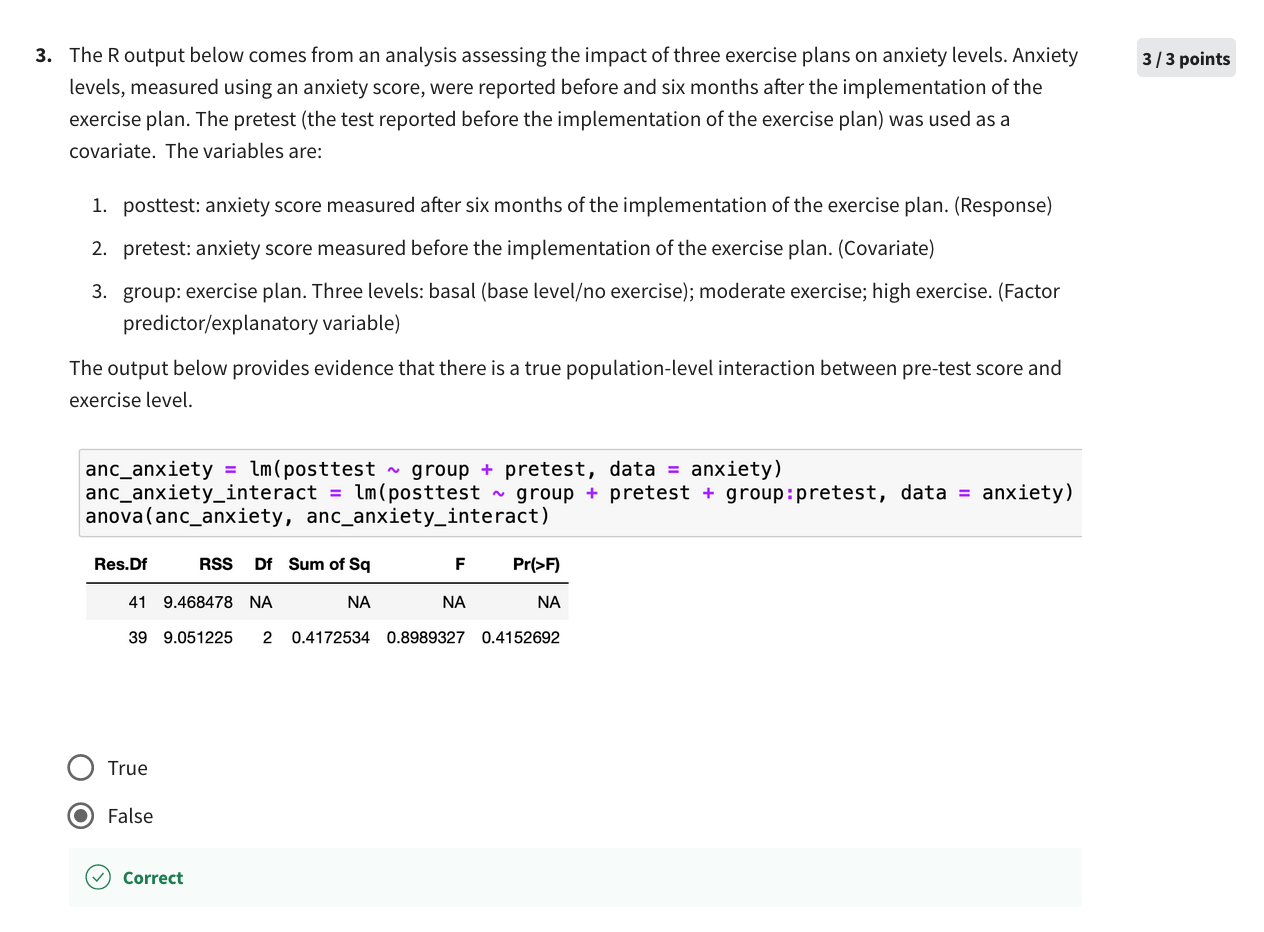 3. The R output below comes from an analysis assessing the impact of three exercise plans on anxiety levels. Anxiety
3 / 3 points
levels, measured using an anxiety score, were reported before and six months after the implementation of the
exercise plan. The pretest (the test reported before the implementation of the exercise plan) was used as a
covariate.  The variables are:
1. posttest: anxiety score measured after six months of the implementation of the exercise plan. (Response)
2. pretest: anxiety score measured before the implementation of the exercise plan. (Covariate)
3. group: exercise plan. Three levels: basal (base level/no exercise); moderate exercise; high exercise. (Factor
predictor/explanatory variable)
The output below provides evidence that there is a true population-level interaction between pre-test score and
exercise level.
anc_anxiety = lm(posttest ~ group + pretest, data = anxiety)
anc_anxiety_interact = lm(posttest ~ group + pretest + group:pretest, data = anxiety)
anova(anc_anxiety, anc_anxiety_interact)
Res.Df RSS Df Sum of Sq F Pr(>F)
41 9.468478 NA NA NA NA
39 9.051225 2 0.4172534 0.8989327 0.4152692
True
False
Correct